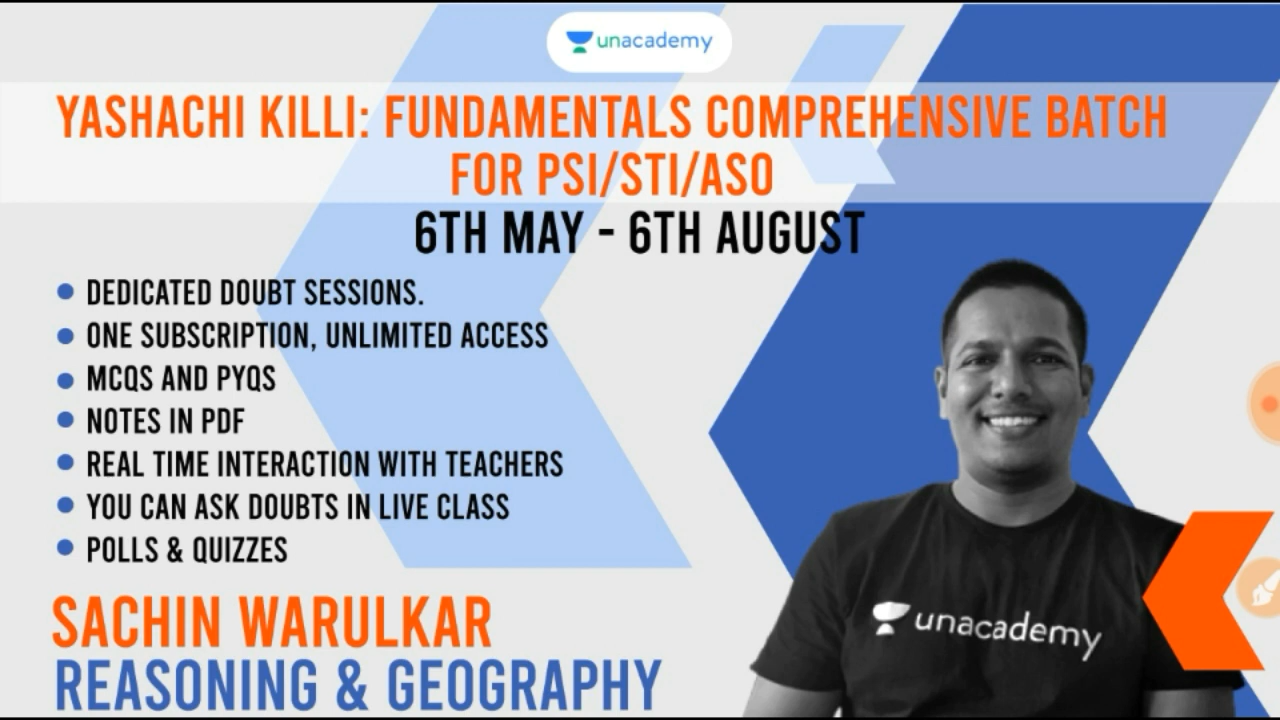 unacademy
YASHACHI KILLI: FUNDAMENTALS COMPREHENSIVE BATCH
FOR PSI/STI/ASO
6TH MAY - 6TH AUGUST
DEDICATED DOUBT SESSIONS.
ONE SUBSCRIPTION, UNLIMITED ACCESS
MCQS AND PYQS
NOTES IN PDF
REAL TIME INTERACTION WITH TEACHERS
YOU CAN ASK DOUBTS IN LIVE CLASS
POLLS & QUIZZES
SACHIN WARULKAR
REASONING & GEOGRAPHY
unacademy